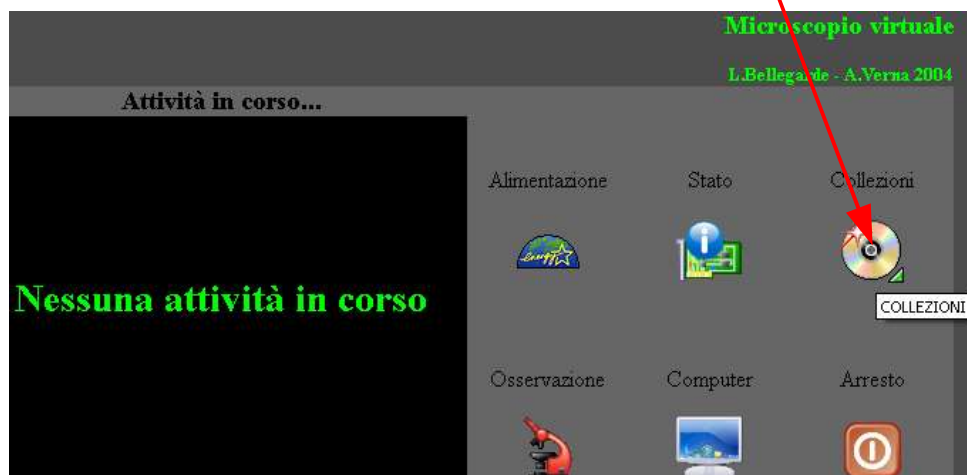 Microscopio virtuale
L.Bellegarde - A.Verna 2004
Attività in corso...
Nessuna attività in corso
Alimentazione Stato Collezioni
energy
COLLEZIONI
Osservazione Computer Arresto